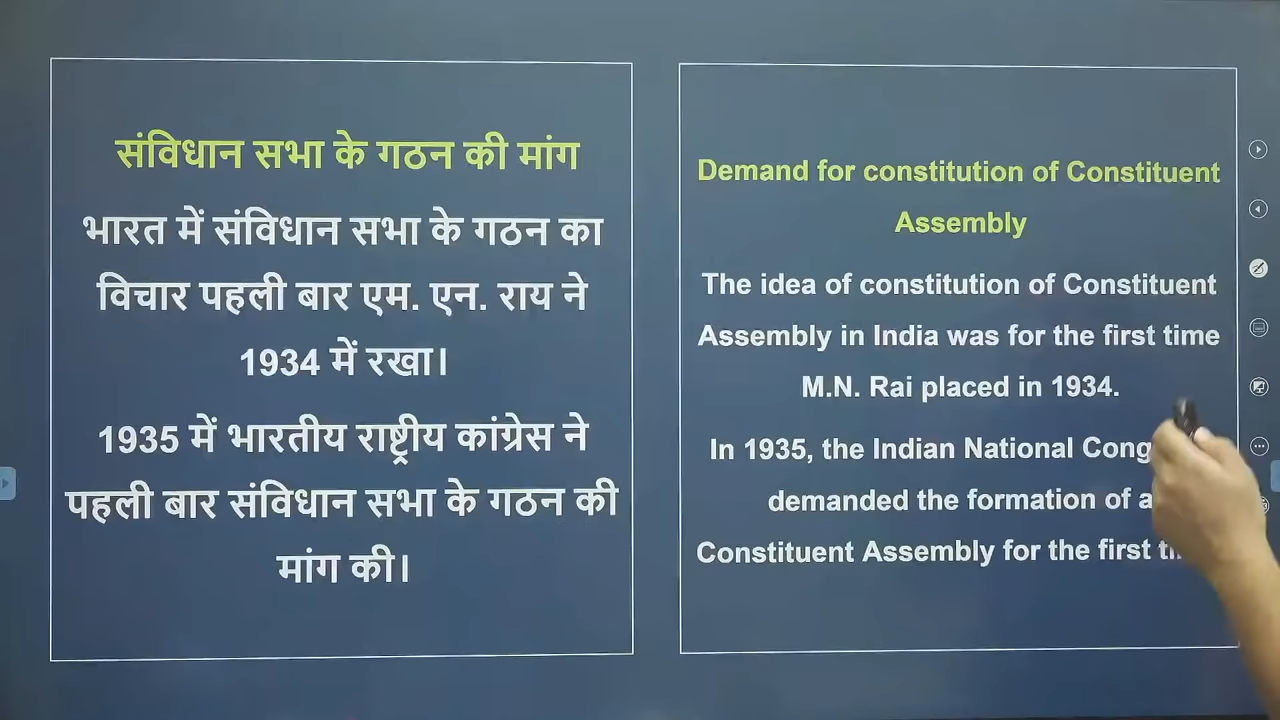 संविधान सभा के गठन की मांग
भारत में संविधान सभा के गठन का
विचार पहली बार एम. एन. राय ने
1934 में रखा।
1935 में भारतीय राष्ट्रीय कांग्रेस ने
पहली बार संविधान सभा के गठन की
मांग की।
Demand for constitution of Constituent
Assembly
The idea of constitution of Constituent
Assembly in India was for the first time
M.N. Rai placed in 1934.
In 1935, the Indian National
demanded the formation of a
Constituent Assembly for the first